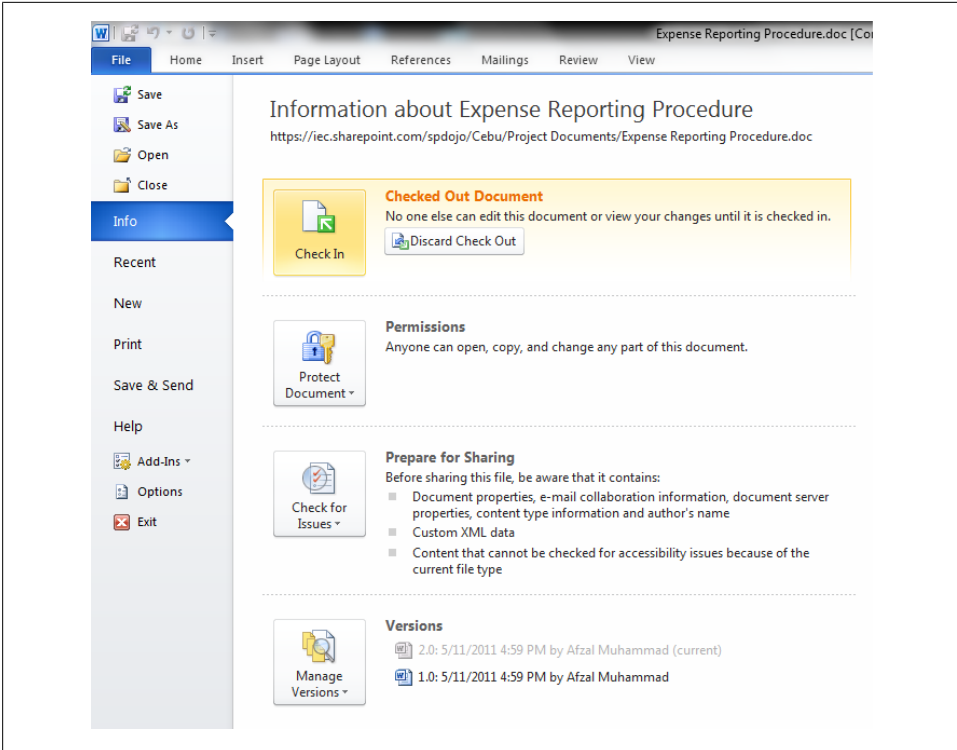 Expense Reporting Procedure.doc [Co
File Home Insert Page Layout References Mailings Review View
Save
Save As
Open
Close
Info
Recent
New
Print
Save & Send
Help
Add-Ins
Options
Exit
Information about Expense Reporting Procedure
https://iec.sharepoint.com/spdojo/Cebu/Project Documents/Expense Reporting Procedure.doc
Check In
Checked Out Document
No one else can edit this document or view your changes until it is checked in.
Discard Check Out
Protect
Document
Permissions
Anyone can open, copy, and change any part of this document.
Check for
Issues
Prepare for Sharing
Before sharing this file, be aware that it contains:
Document properties, e-mail collaboration information, document server
properties, content type information and author's name
Custom XML data
Content that cannot be checked for accessibility issues because of the
current file type
Manage
Versions
Versions
2.0: 5/11/2011 4:59 PM by Afzal Muhammad (current)
1.0: 5/11/2011 4:59 PM by Afzal Muhammad